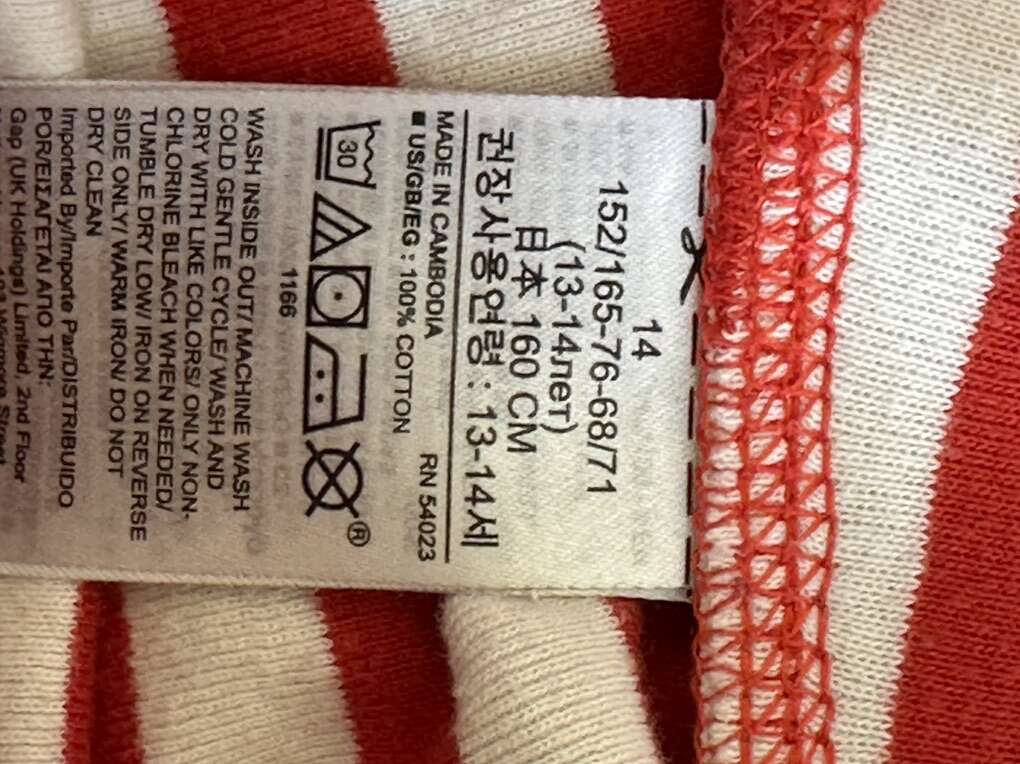 14
152/165-76-68/71
(13-14лет)
日本 160 CM
권장사용연령 : 13-14세
MADE IN CAMBODIA RN 54023
■ US/GB/EG : 100% COTTON
30
®
1166
WASH INSIDE OUT/ MACHINE WASH
COLD GENTLE CYCLE/ WASH AND
DRY WITH LIKE COLORS/ ONLY NON-
CHLORINE BLEACH WHEN NEEDED/
TUMBLE DRY LOW/ IRON ON REVERSE
SIDE ONLY/ WARM IRON/ DO NOT
DRY CLEAN
Imported By/Importe Par/DISTRIBUIDO
POR/ΕΙΣΑΓΕΤΑΙ ΑΠΟ ΤΗΝ:
Gap (UK Holdings) Limited, 2nd Floor